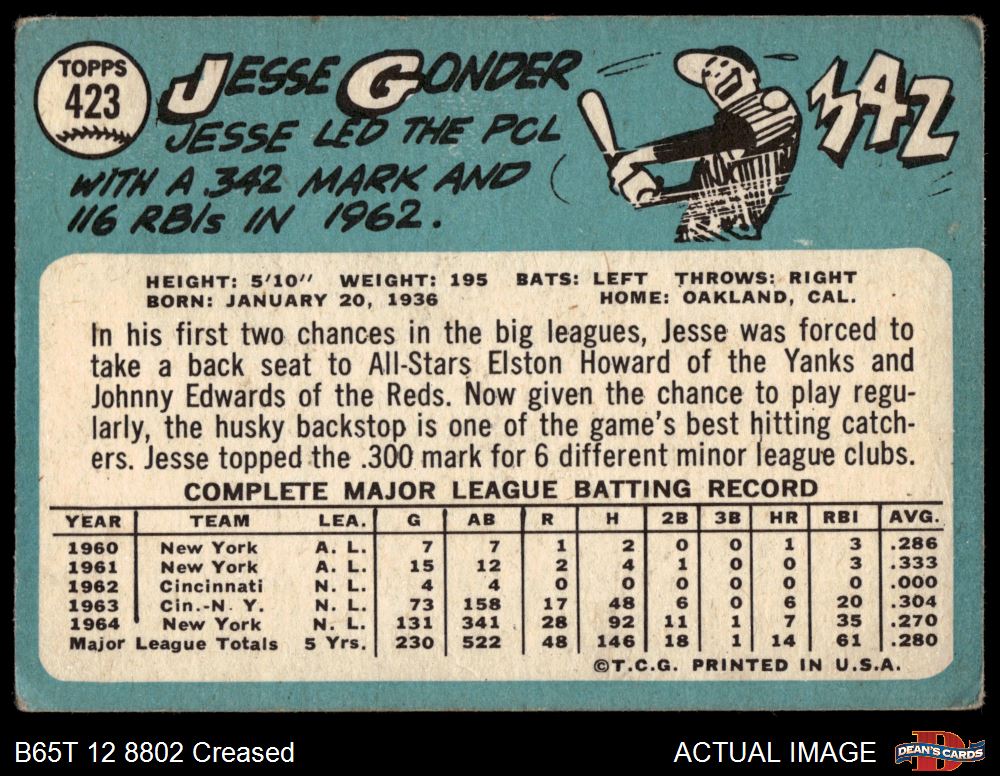 TOPPS
423
JESSE GONDER
JESSE LED THE PCL
WITH A .342 MARK AND
116 RBIs IN 1962.
342
HEIGHT: 5'10" WEIGHT: 195 BATS: LEFT THROWS: RIGHT
BORN: JANUARY 20, 1936 HOME: OAKLAND, CAL.
In his first two chances in the big leagues, Jesse was forced to
take a back seat to All-Stars Elston Howard of the Yanks and
Johnny Edwards of the Reds. Now given the chance to play regu-
larly, the husky backstop is one of the game's best hitting catch-
ers. Jesse topped the .300 mark for 6 different minor league clubs.
COMPLETE MAJOR LEAGUE BATTING RECORD
YEAR TEAM LEA. G AB R H 2B 3B HR RBI AVG.
1960 New York A. L. 7 7 1 2 0 0 1 3 .286
1961 New York A. L. 15 12 2 4 1 0 0 3 .333
1962 Cincinnati N. L. 4 4 0 0 0 0 0 0 .000
1963 Cin.-N. Y. N. L. 73 158 17 48 6 0 6 20 .304
1964 New York N. L. 131 341 28 92 11 1 7 35 .270
Major League Totals 5 Yrs. 230 522 48 146 18 1 14 61 .280
©T.C.G. PRINTED IN U.S.A.
B65T 12 8802 Creased
ACTUAL IMAGE
D
DEAN'S CARDS